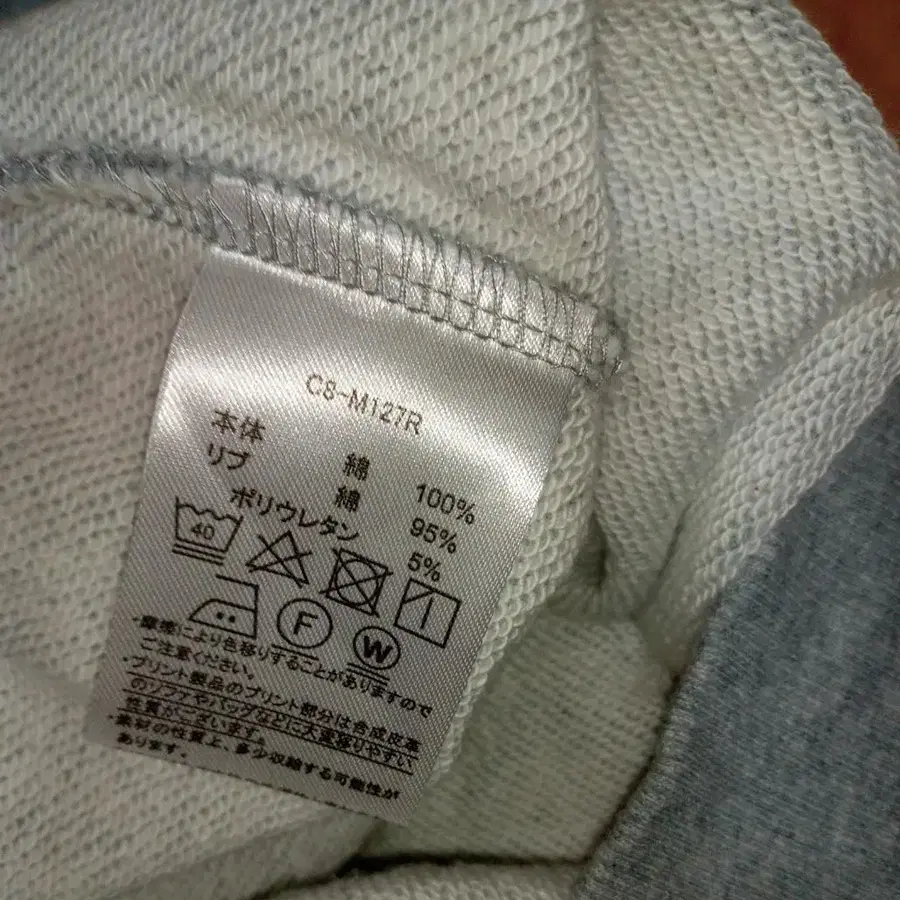 C8-M127R
本体 綿 100%
リブ 綿 95%
ポリウレタン 5%
40
F W
・摩擦により色移りすることがありますので
ご注意ください。
・プリント製品のプリント部分は合成皮革
のソファやバッグなどに大変移りやすい
性質がございます。
・素材の性質上、多少収縮する可能性が
あります。